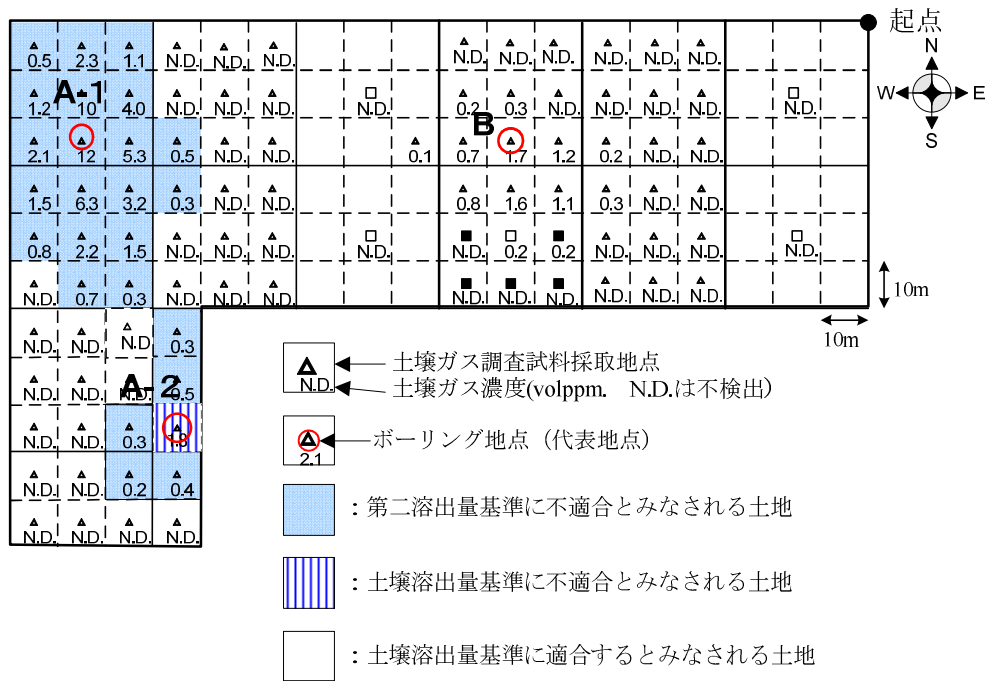 起点
N
W E
S
0.5 2.3 1.1 N.D. N.D. N.D. N.D. N.D. N.D. N.D. N.D. N.D.
A-1
1.2 10 4.0 N.D. N.D. N.D. N.D. 0.2 0.3 N.D. N.D. N.D. N.D. N.D.
B
2.1 12 5.3 0.5 N.D. N.D. 0.1 0.7 1.7 1.2 0.2 N.D. N.D.
1.5 6.3 3.2 0.3 N.D. N.D. 0.8 1.6 1.1 0.3 N.D. N.D.
0.8 2.2 1.5 N.D. N.D. N.D. N.D. N.D. 0.2 0.2 N.D. N.D. N.D. N.D.
N.D. 0.7 0.3 N.D. N.D. N.D. N.D. N.D. N.D. N.D. N.D. N.D.
10m
10m
N.D. N.D. N.D 0.3
A-2
N.D. N.D. N.D. 0.5
N.D. N.D. 0.3
N.D. N.D. 0.2 0.4
N.D. N.D. N.D. N.D.
土壌ガス調査試料採取地点
N.D. 土壌ガス濃度(volppm. N.D.は不検出)
ボーリング地点（代表地点）
2.1
：第二溶出量基準に不適合とみなされる土地
：土壌溶出量基準に不適合とみなされる土地
：土壌溶出量基準に適合するとみなされる土地